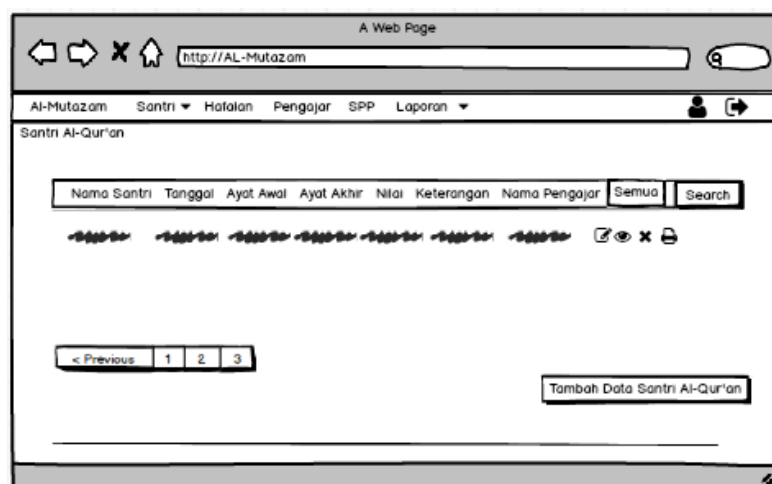 A Web Page
http://AL-Mutazam
Al-Mutazam Santri Hafalan Pengajar SPP Laporan
Santri Al-Qur'an
Nama Santri Tanggal Ayat Awal Ayat Akhir Nilai Keterangan Nama Pengajar Semua Search
< Previous 1 2 3
Tambah Data Santri Al-Qur'an